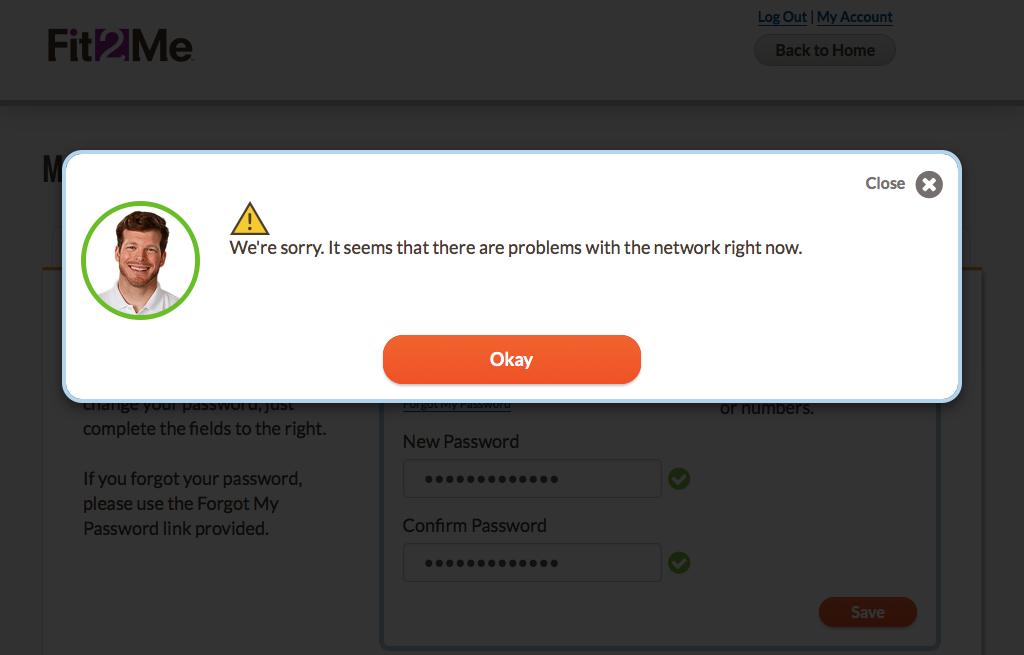 Log Out | My Account
Fit2Me
Back to Home
M
Close
We're sorry. It seems that there are problems with the network right now.
Okay
change your password, just
Forgot My Password
or numbers.
complete the fields to the right.
New Password
If you forgot your password,
please use the Forgot My
Password link provided.
Confirm Password
Save